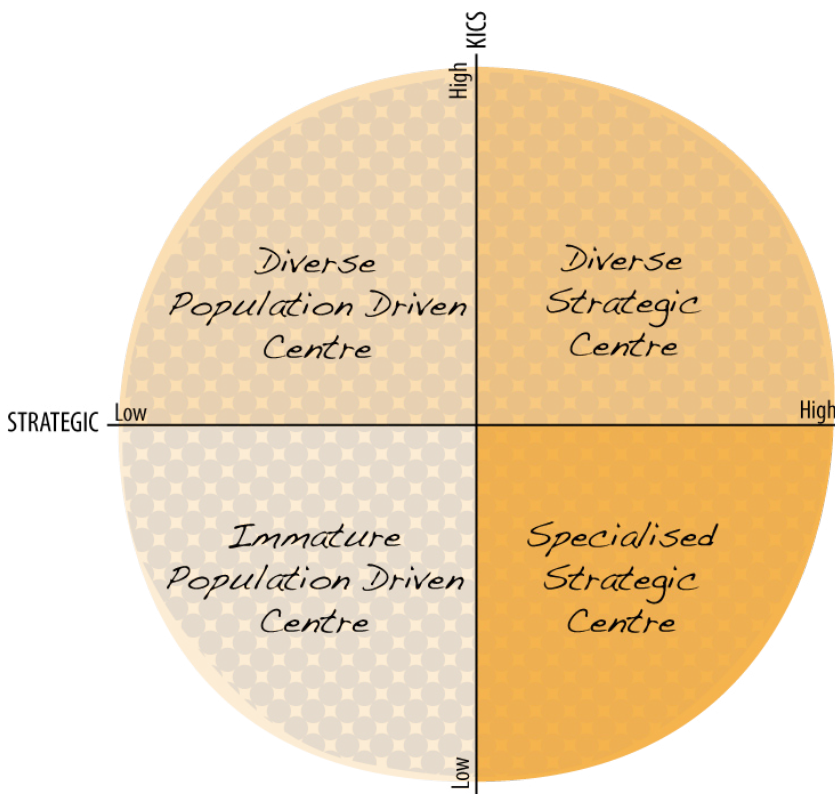 KICS
High
Diverse
Population Driven
Centre
Diverse
Strategic
Centre
STRATEGIC
Low
High
Immature
Population Driven
Centre
Specialised
Strategic
Centre
Low